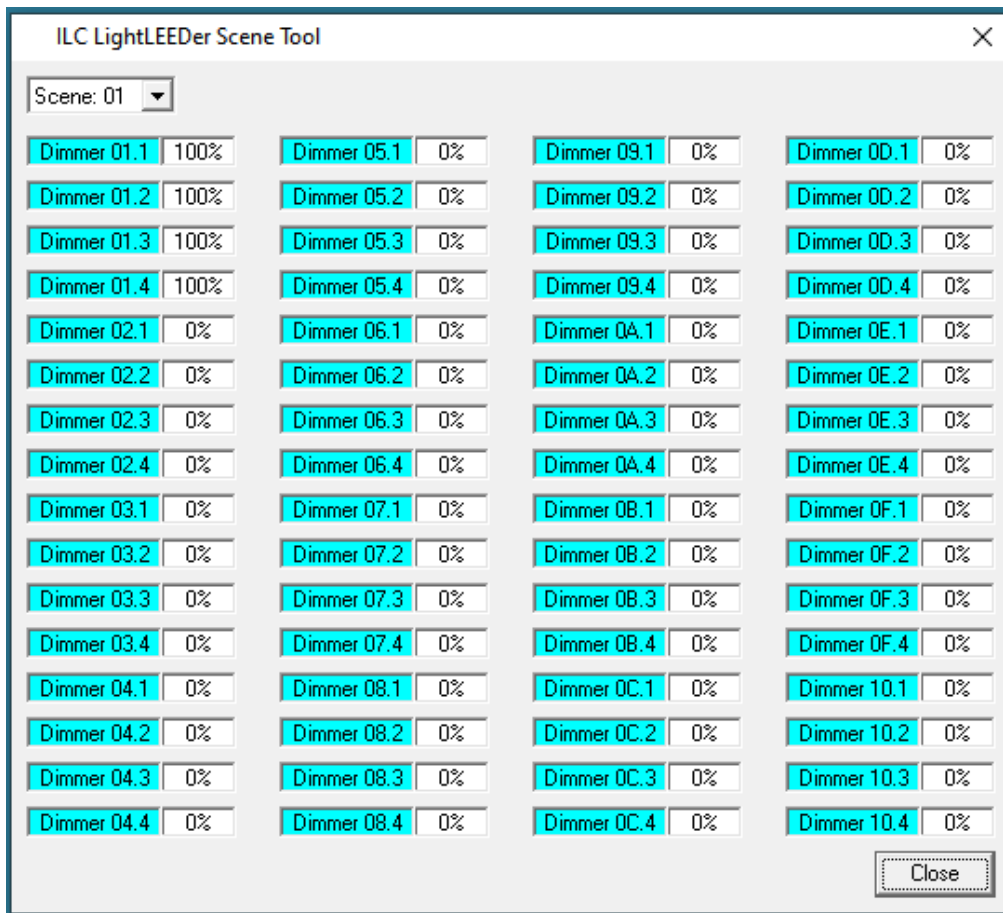 ILC LightLEEDer Scene Tool
Scene: 01
Dimmer 01.1 100% Dimmer 05.1 0% Dimmer 09.1 0% Dimmer 0D.1 0%
Dimmer 01.2 100% Dimmer 05.2 0% Dimmer 09.2 0% Dimmer 0D.2 0%
Dimmer 01.3 100% Dimmer 05.3 0% Dimmer 09.3 0% Dimmer 0D.3 0%
Dimmer 01.4 100% Dimmer 05.4 0% Dimmer 09.4 0% Dimmer 0D.4 0%
Dimmer 02.1 0% Dimmer 06.1 0% Dimmer 0A.1 0% Dimmer 0E.1 0%
Dimmer 02.2 0% Dimmer 06.2 0% Dimmer 0A.2 0% Dimmer 0E.2 0%
Dimmer 02.3 0% Dimmer 06.3 0% Dimmer 0A.3 0% Dimmer 0E.3 0%
Dimmer 02.4 0% Dimmer 06.4 0% Dimmer 0A.4 0% Dimmer 0E.4 0%
Dimmer 03.1 0% Dimmer 07.1 0% Dimmer 0B.1 0% Dimmer 0F.1 0%
Dimmer 03.2 0% Dimmer 07.2 0% Dimmer 0B.2 0% Dimmer 0F.2 0%
Dimmer 03.3 0% Dimmer 07.3 0% Dimmer 0B.3 0% Dimmer 0F.3 0%
Dimmer 03.4 0% Dimmer 07.4 0% Dimmer 0B.4 0% Dimmer 0F.4 0%
Dimmer 04.1 0% Dimmer 08.1 0% Dimmer 0C.1 0% Dimmer 10.1 0%
Dimmer 04.2 0% Dimmer 08.2 0% Dimmer 0C.2 0% Dimmer 10.2 0%
Dimmer 04.3 0% Dimmer 08.3 0% Dimmer 0C.3 0% Dimmer 10.3 0%
Dimmer 04.4 0% Dimmer 08.4 0% Dimmer 0C.4 0% Dimmer 10.4 0%
Close